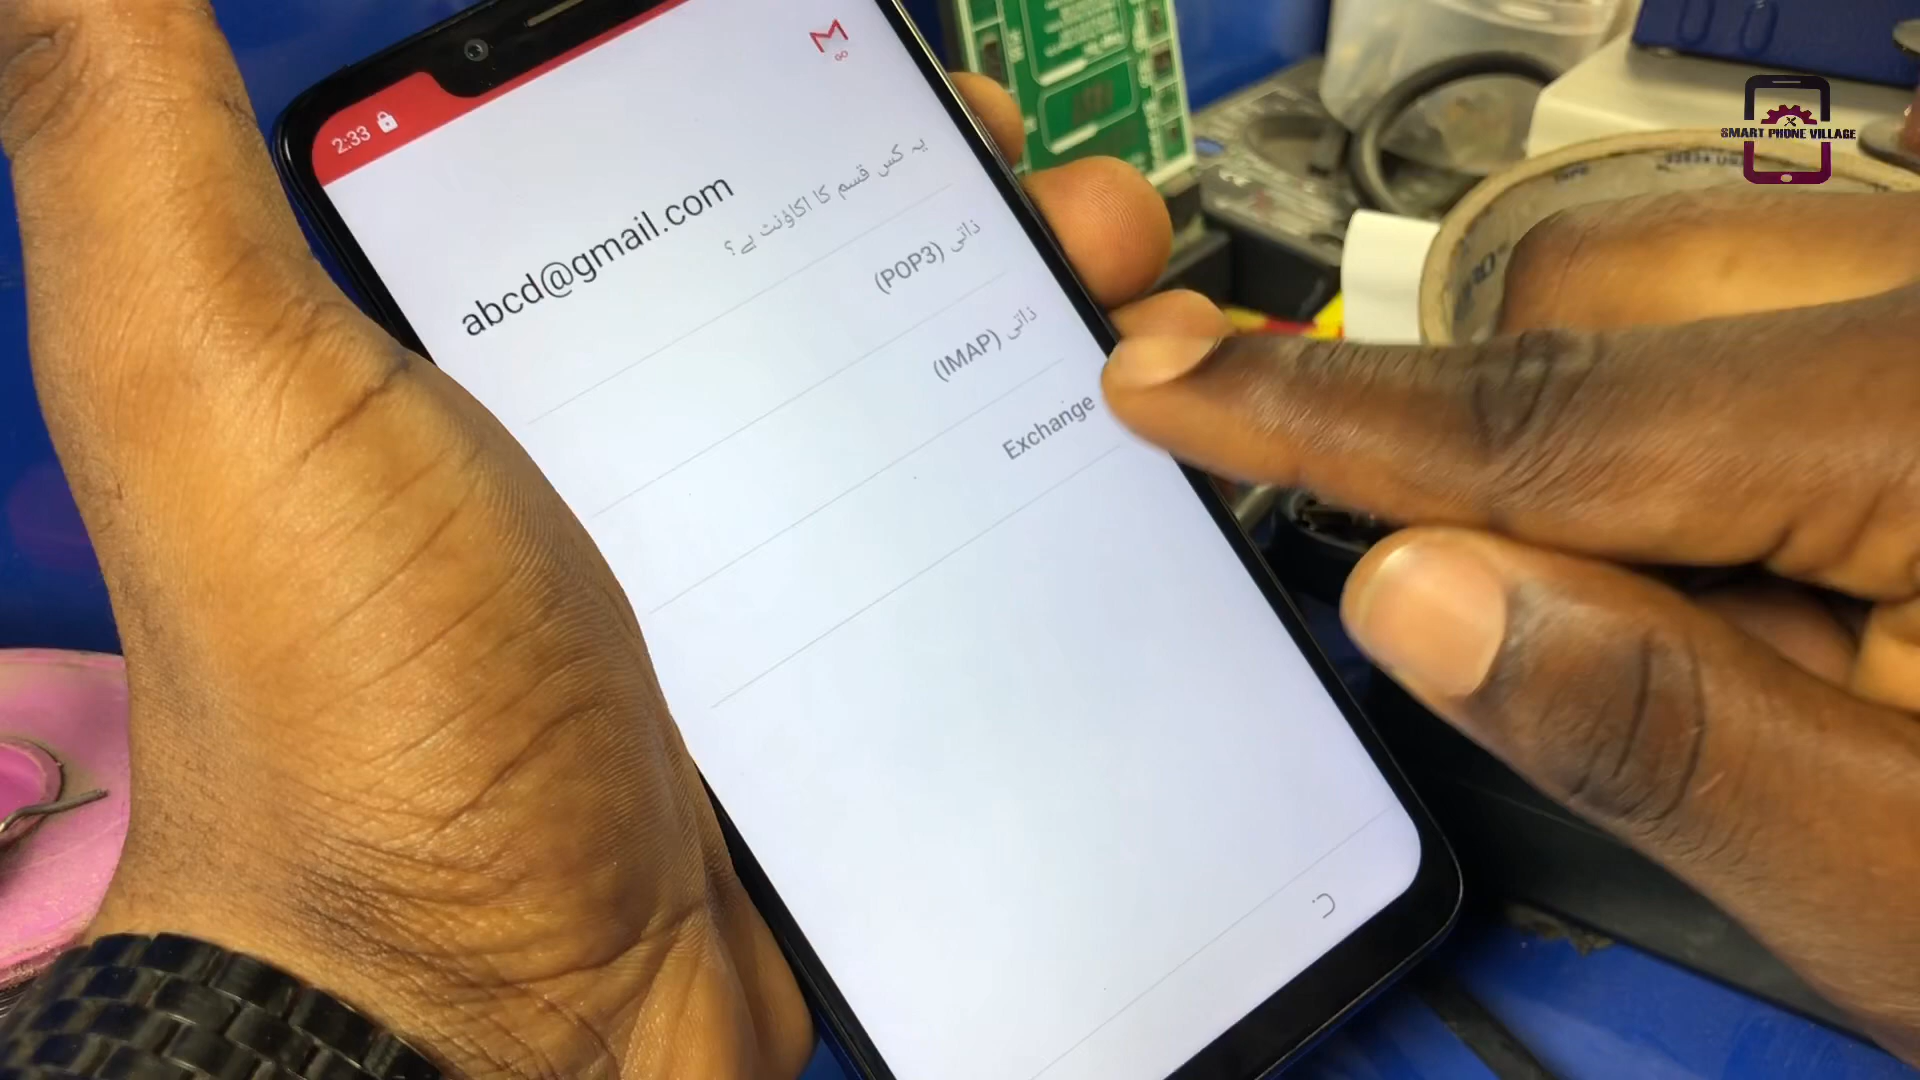 2:33
abcd@gmail.com
یہ کس قسم کا اکاؤنٹ ہے؟
ذاتی (POP3)
ذاتی (IMAP)
Exchange
SMART PHONE VILLAGE